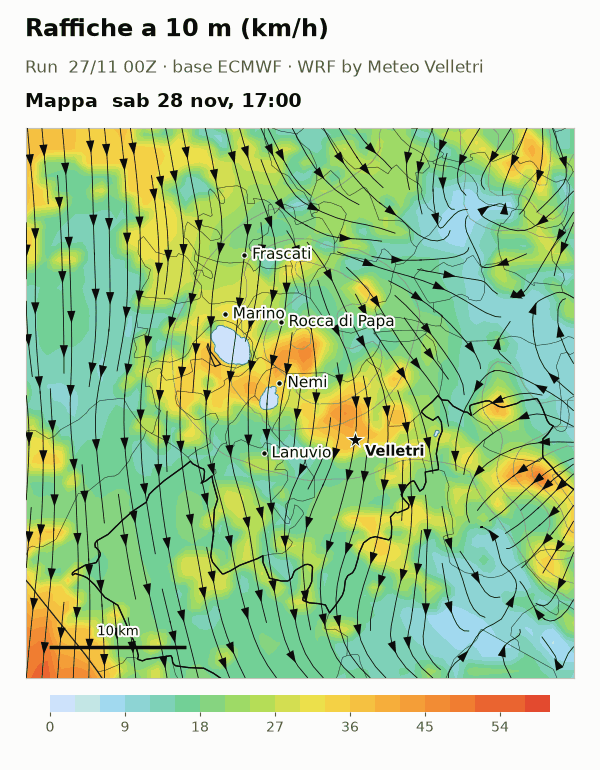 Raffiche a 10 m (km/h)
Run 27/11 00Z · base ECMWF · WRF by Meteo Velletri
Mappa sab 28 nov, 17:00
Frascati
Marino
Rocca di Papa
Nemi
Velletri
Lanuvio
10 km
0 9 18 27 36 45 54